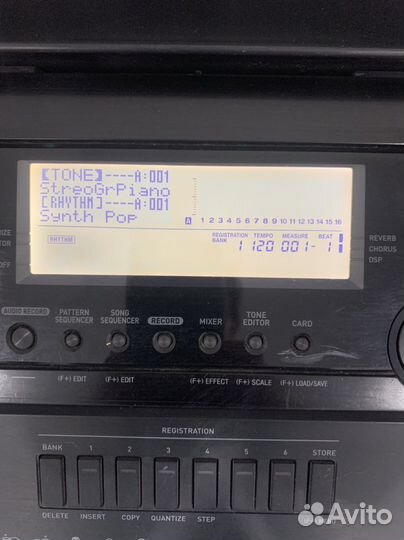 【TONE】----A:001
StreoGrPiano
[RHYTHM]----A:001
Synth Pop
A 1 2 3 4 5 6 7 8 9 10 11 12 13 14 15 16
REGISTRATION BANK TEMPO MEASURE BEAT
RHYTHM
1 120 001- 1
REVERB
CHORUS
DSP
OFF
AUDIO RECORD
PATTERN SEQUENCER
SONG SEQUENCER
RECORD
MIXER
TONE EDITOR
CARD
(F+) EDIT (F+) EDIT (F+) EFFECT (F+) SCALE (F+) LOAD/SAVE
REGISTRATION
BANK 1 2 3 4 5 6 STORE
DELETE INSERT COPY QUANTIZE STEP
Avito